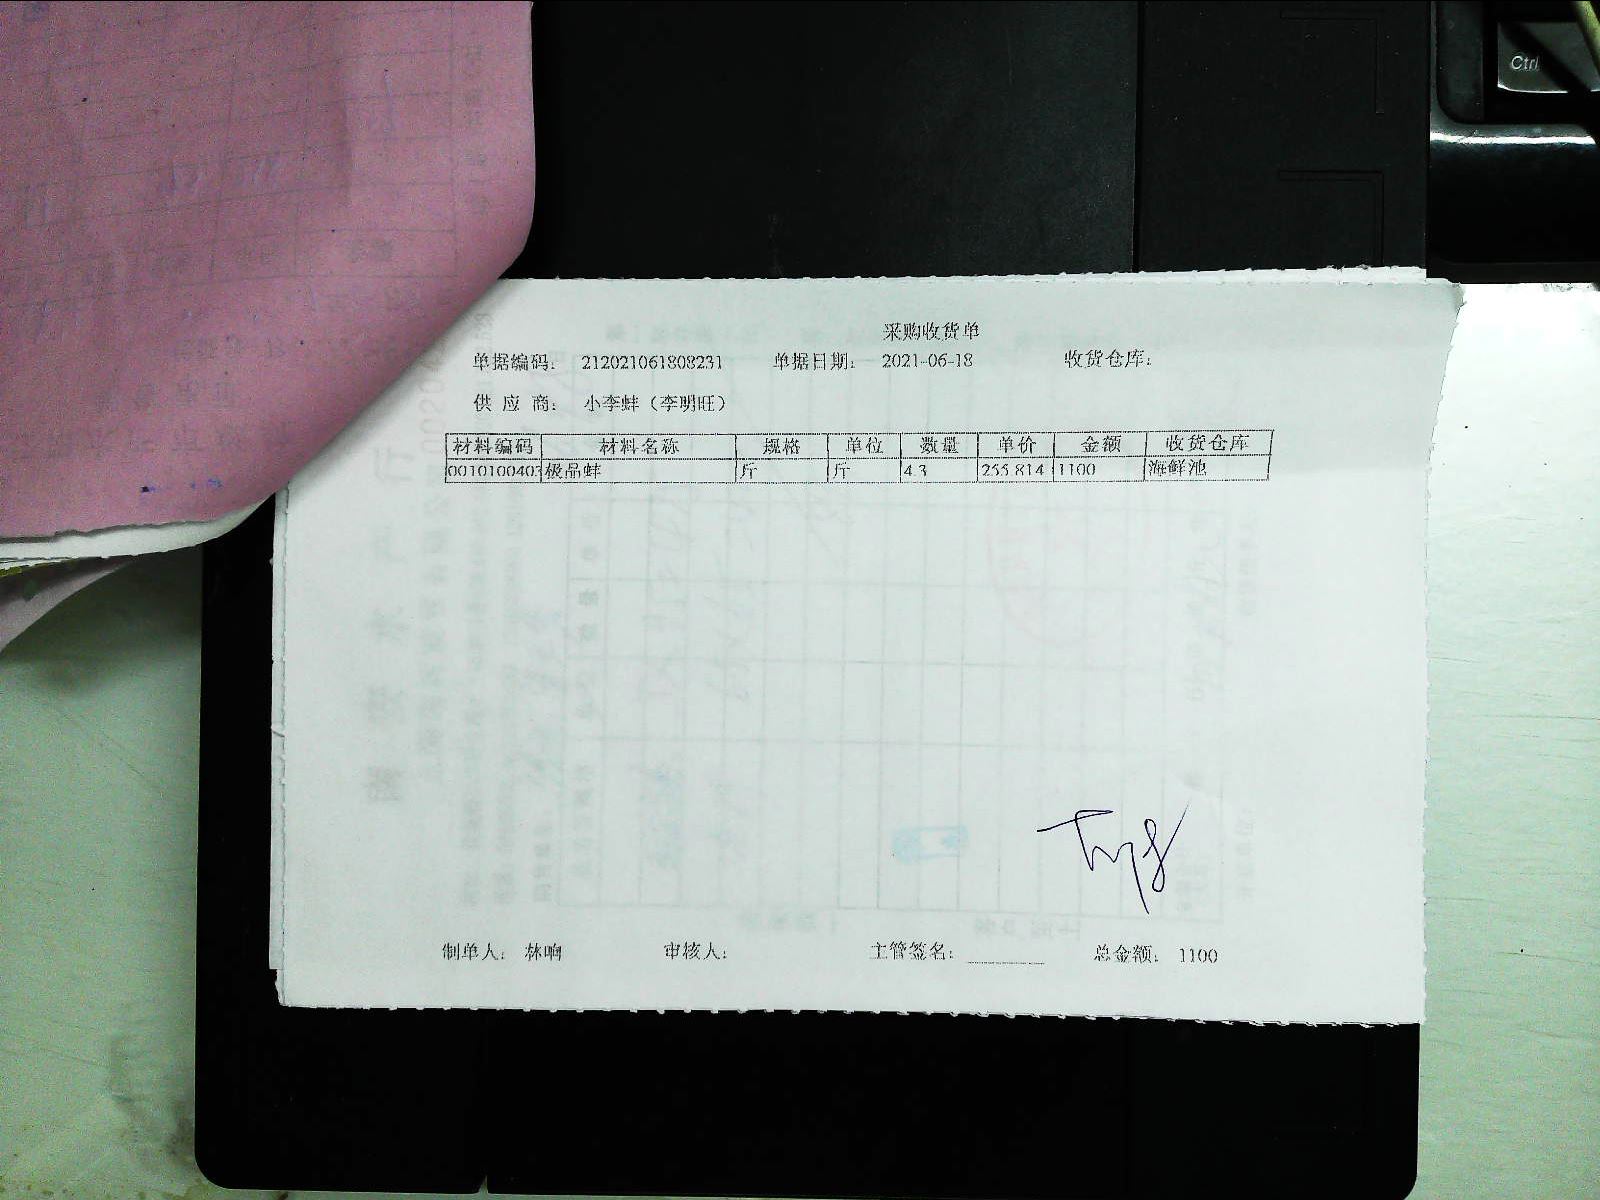 Ctrl
采购收货单
单据编码： 212021061808231 单据日期： 2021-06-18 收货仓库：
供 应 商： 小李蚌（李明旺）
材料编码 材料名称 规格 单位 数量 单价 金额 收货仓库
0010100403 极品蚌 斤 斤 4.3 255.814 1100 海鲜池
制单人： 林响 审核人： 主管签名： 总金额： 1100